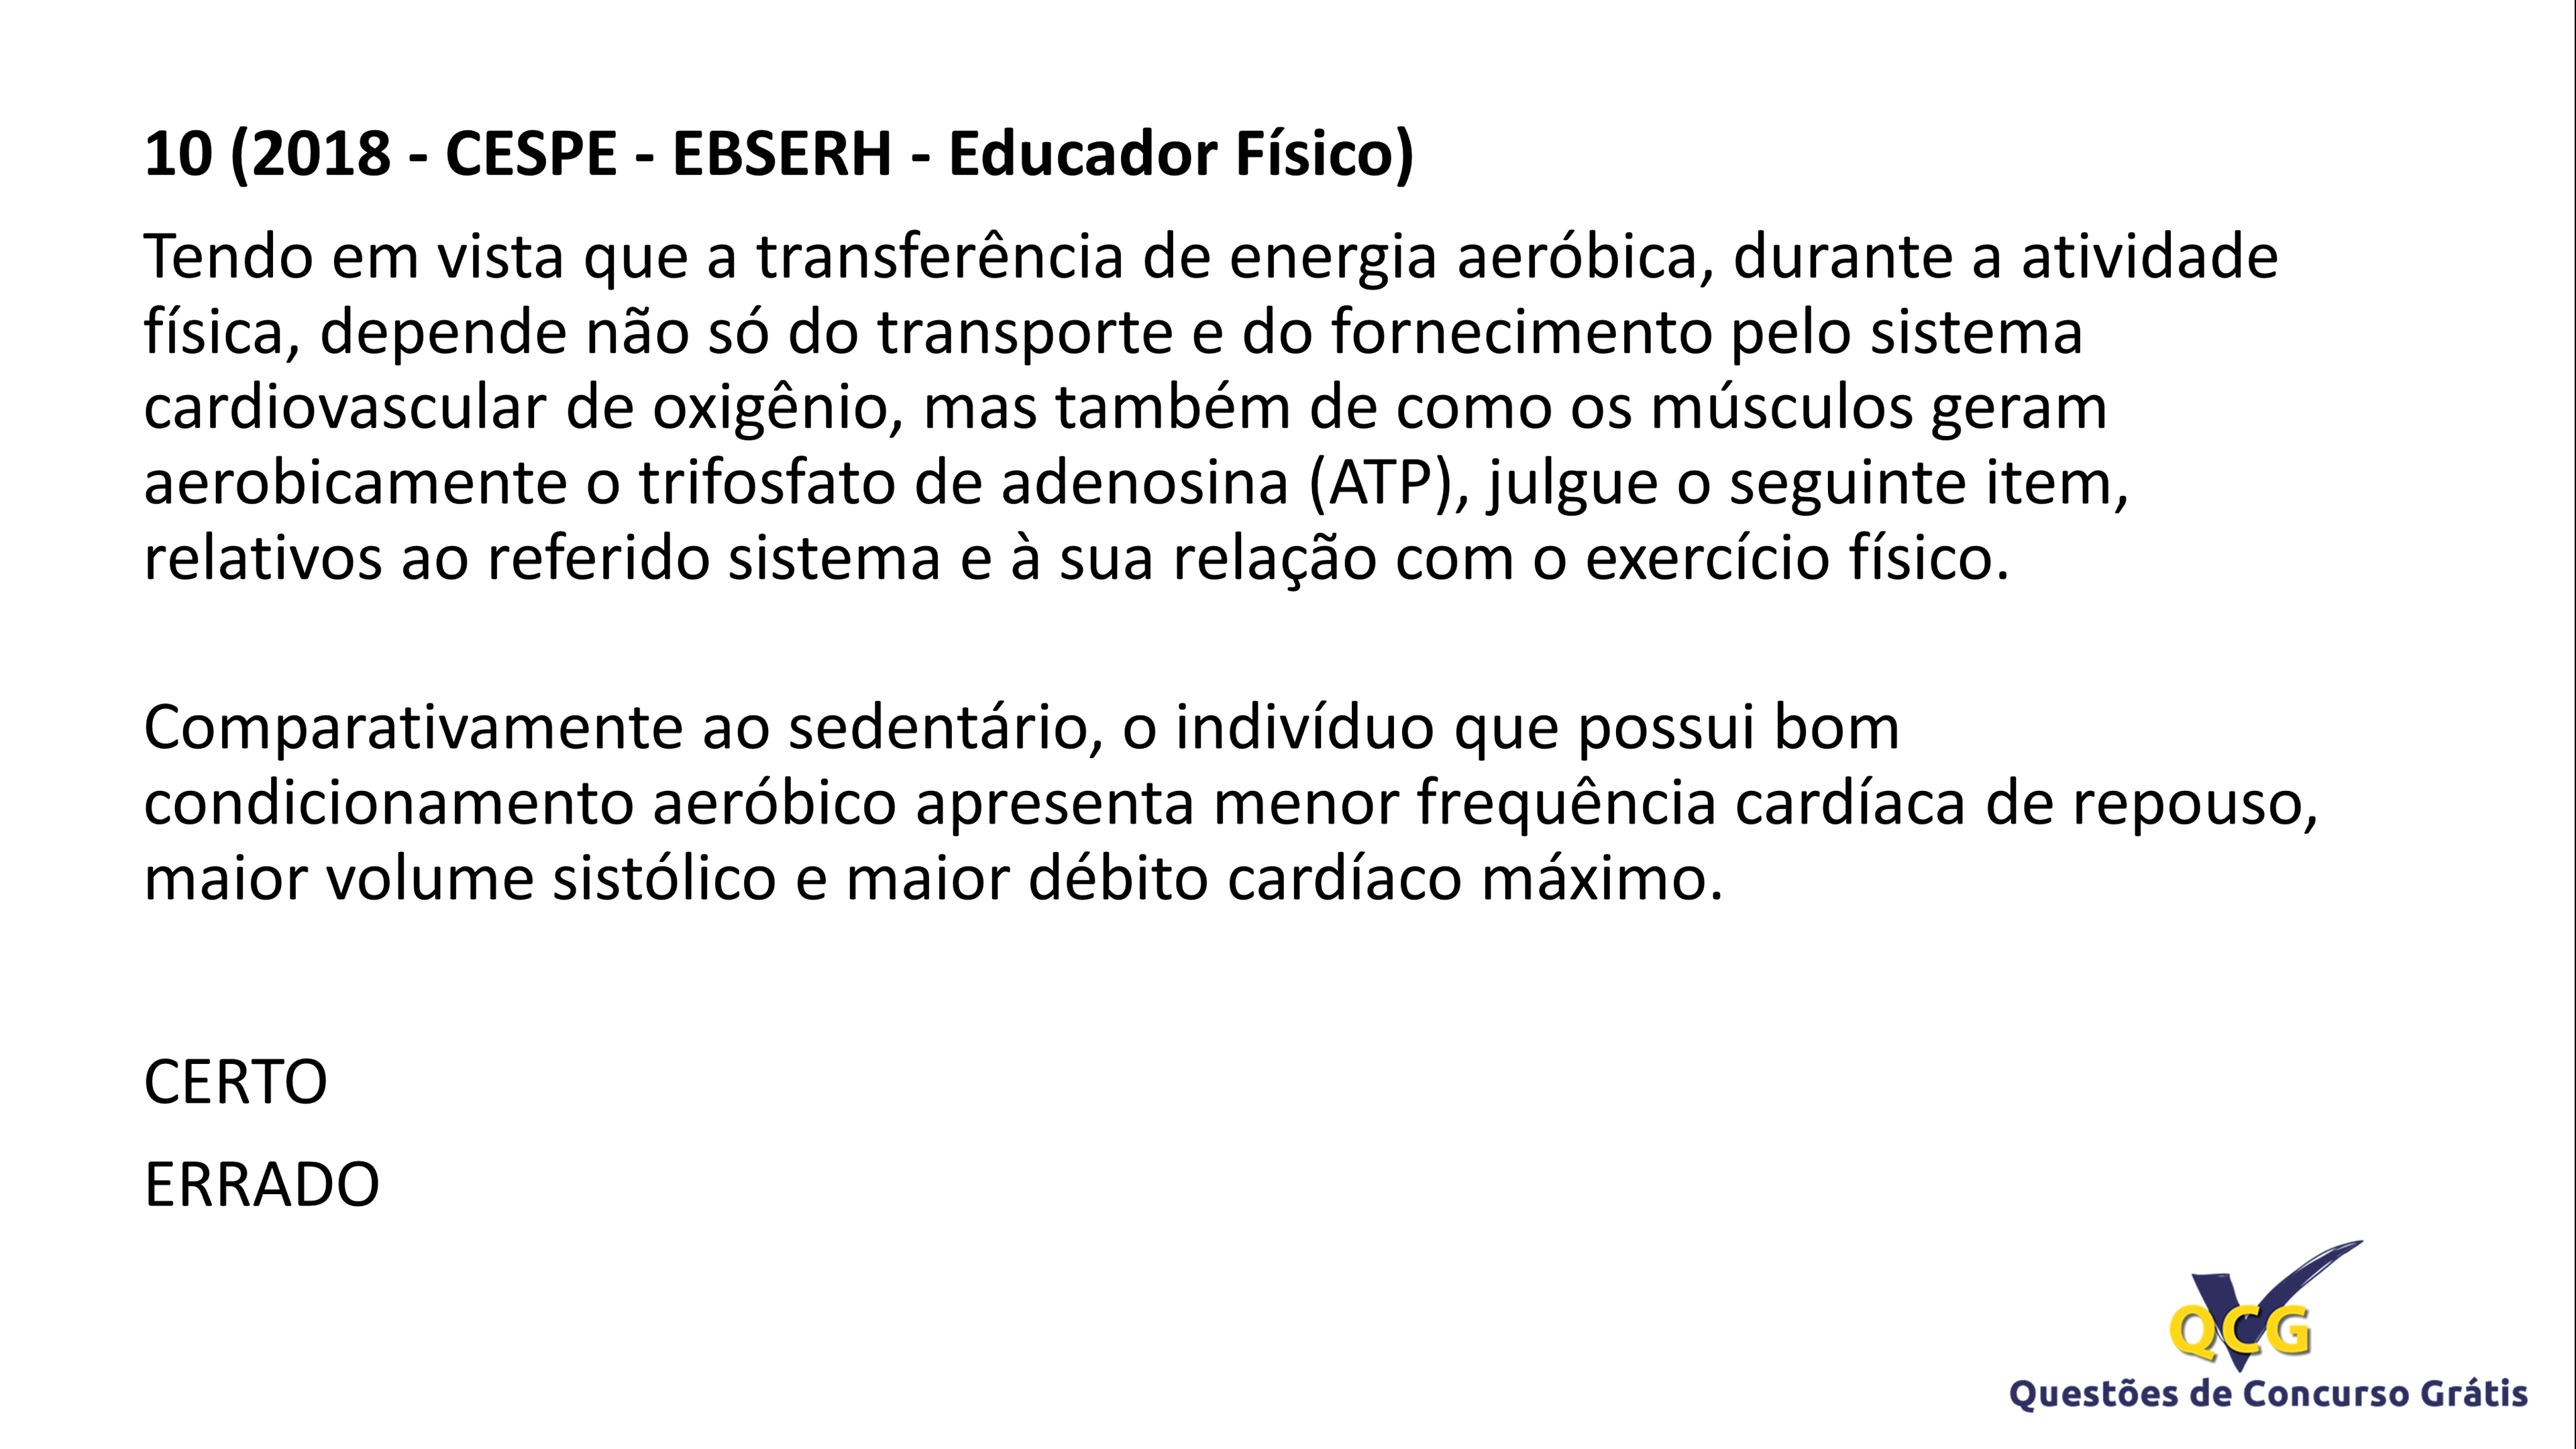 10 (2018 - CESPE - EBSERH - Educador Físico)
Tendo em vista que a transferência de energia aeróbica, durante a atividade
física, depende não só do transporte e do fornecimento pelo sistema
cardiovascular de oxigênio, mas também de como os músculos geram
aerobicamente o trifosfato de adenosina (ATP), julgue o seguinte item,
relativos ao referido sistema e à sua relação com o exercício físico.
Comparativamente ao sedentário, o indivíduo que possui bom
condicionamento aeróbico apresenta menor frequência cardíaca de repouso,
maior volume sistólico e maior débito cardíaco máximo.
CERTO
ERRADO
QCG
Questões de Concurso Grátis